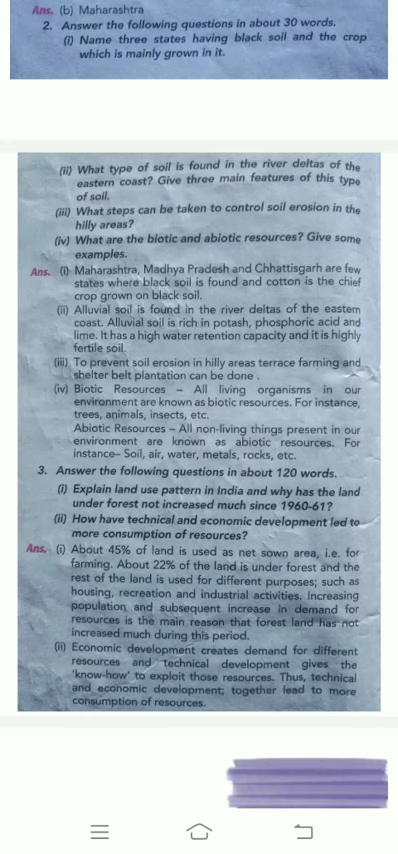 Ans. (b) Maharashtra
2. Answer the following questions in about 30 words.
(i) Name three states having black soil and the crop
which is mainly grown in it.
(ii) What type of soil is found in the river deltas of the
eastern coast? Give three main features of this type
of soil.
(iii) What steps can be taken to control soil erosion in the
hilly areas?
(iv) What are the biotic and abiotic resources? Give some
examples.
Ans. (i) Maharashtra, Madhya Pradesh and Chhattisgarh are few
states where black soil is found and cotton is the chief
crop grown on black soil.
(ii) Alluvial soil is found in the river deltas of the eastern
coast. Alluvial soil is rich in potash, phosphoric acid and
lime. It has a high water retention capacity and it is highly
fertile soil.
(iii) To prevent soil erosion in hilly areas terrace farming and
shelter belt plantation can be done .
(iv) Biotic Resources – All living organisms in our
environment are known as biotic resources. For instance,
trees, animals, insects, etc.
Abiotic Resources – All non-living things present in our
environment are known as abiotic resources. For
instance– Soil, air, water, metals, rocks, etc.
3. Answer the following questions in about 120 words.
(i) Explain land use pattern in India and why has the land
under forest not increased much since 1960-61?
(ii) How have technical and economic development led to
more consumption of resources?
Ans. (i) About 45% of land is used as net sown area, i.e. for
farming. About 22% of the land is under forest and the
rest of the land is used for different purposes; such as
housing, recreation and industrial activities. Increasing
population and subsequent increase in demand for
resources is the main reason that forest land has not
increased much during this period.
(ii) Economic development creates demand for different
resources and technical development gives the
'know-how' to exploit those resources. Thus, technical
and economic development; together lead to more
consumption of resources.